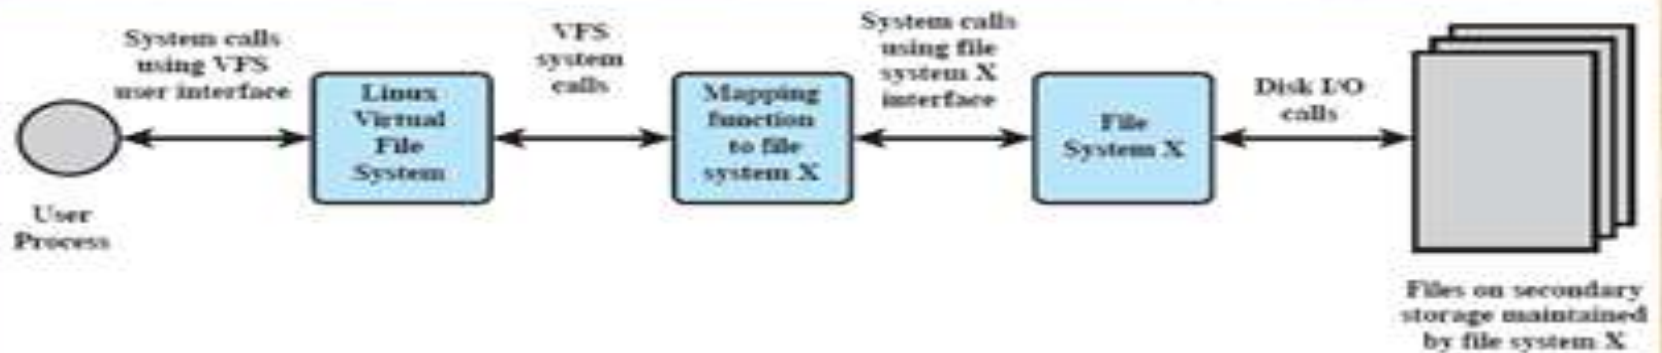 System calls
using VFS
user interface
VFS
system
calls
System calls
using file
system X
interface
Disk I/O
calls
Linux
Virtual
File
System
Mapping
function
to file
system X
File
System X
User
Process
Files on secondary
storage maintained
by file system X